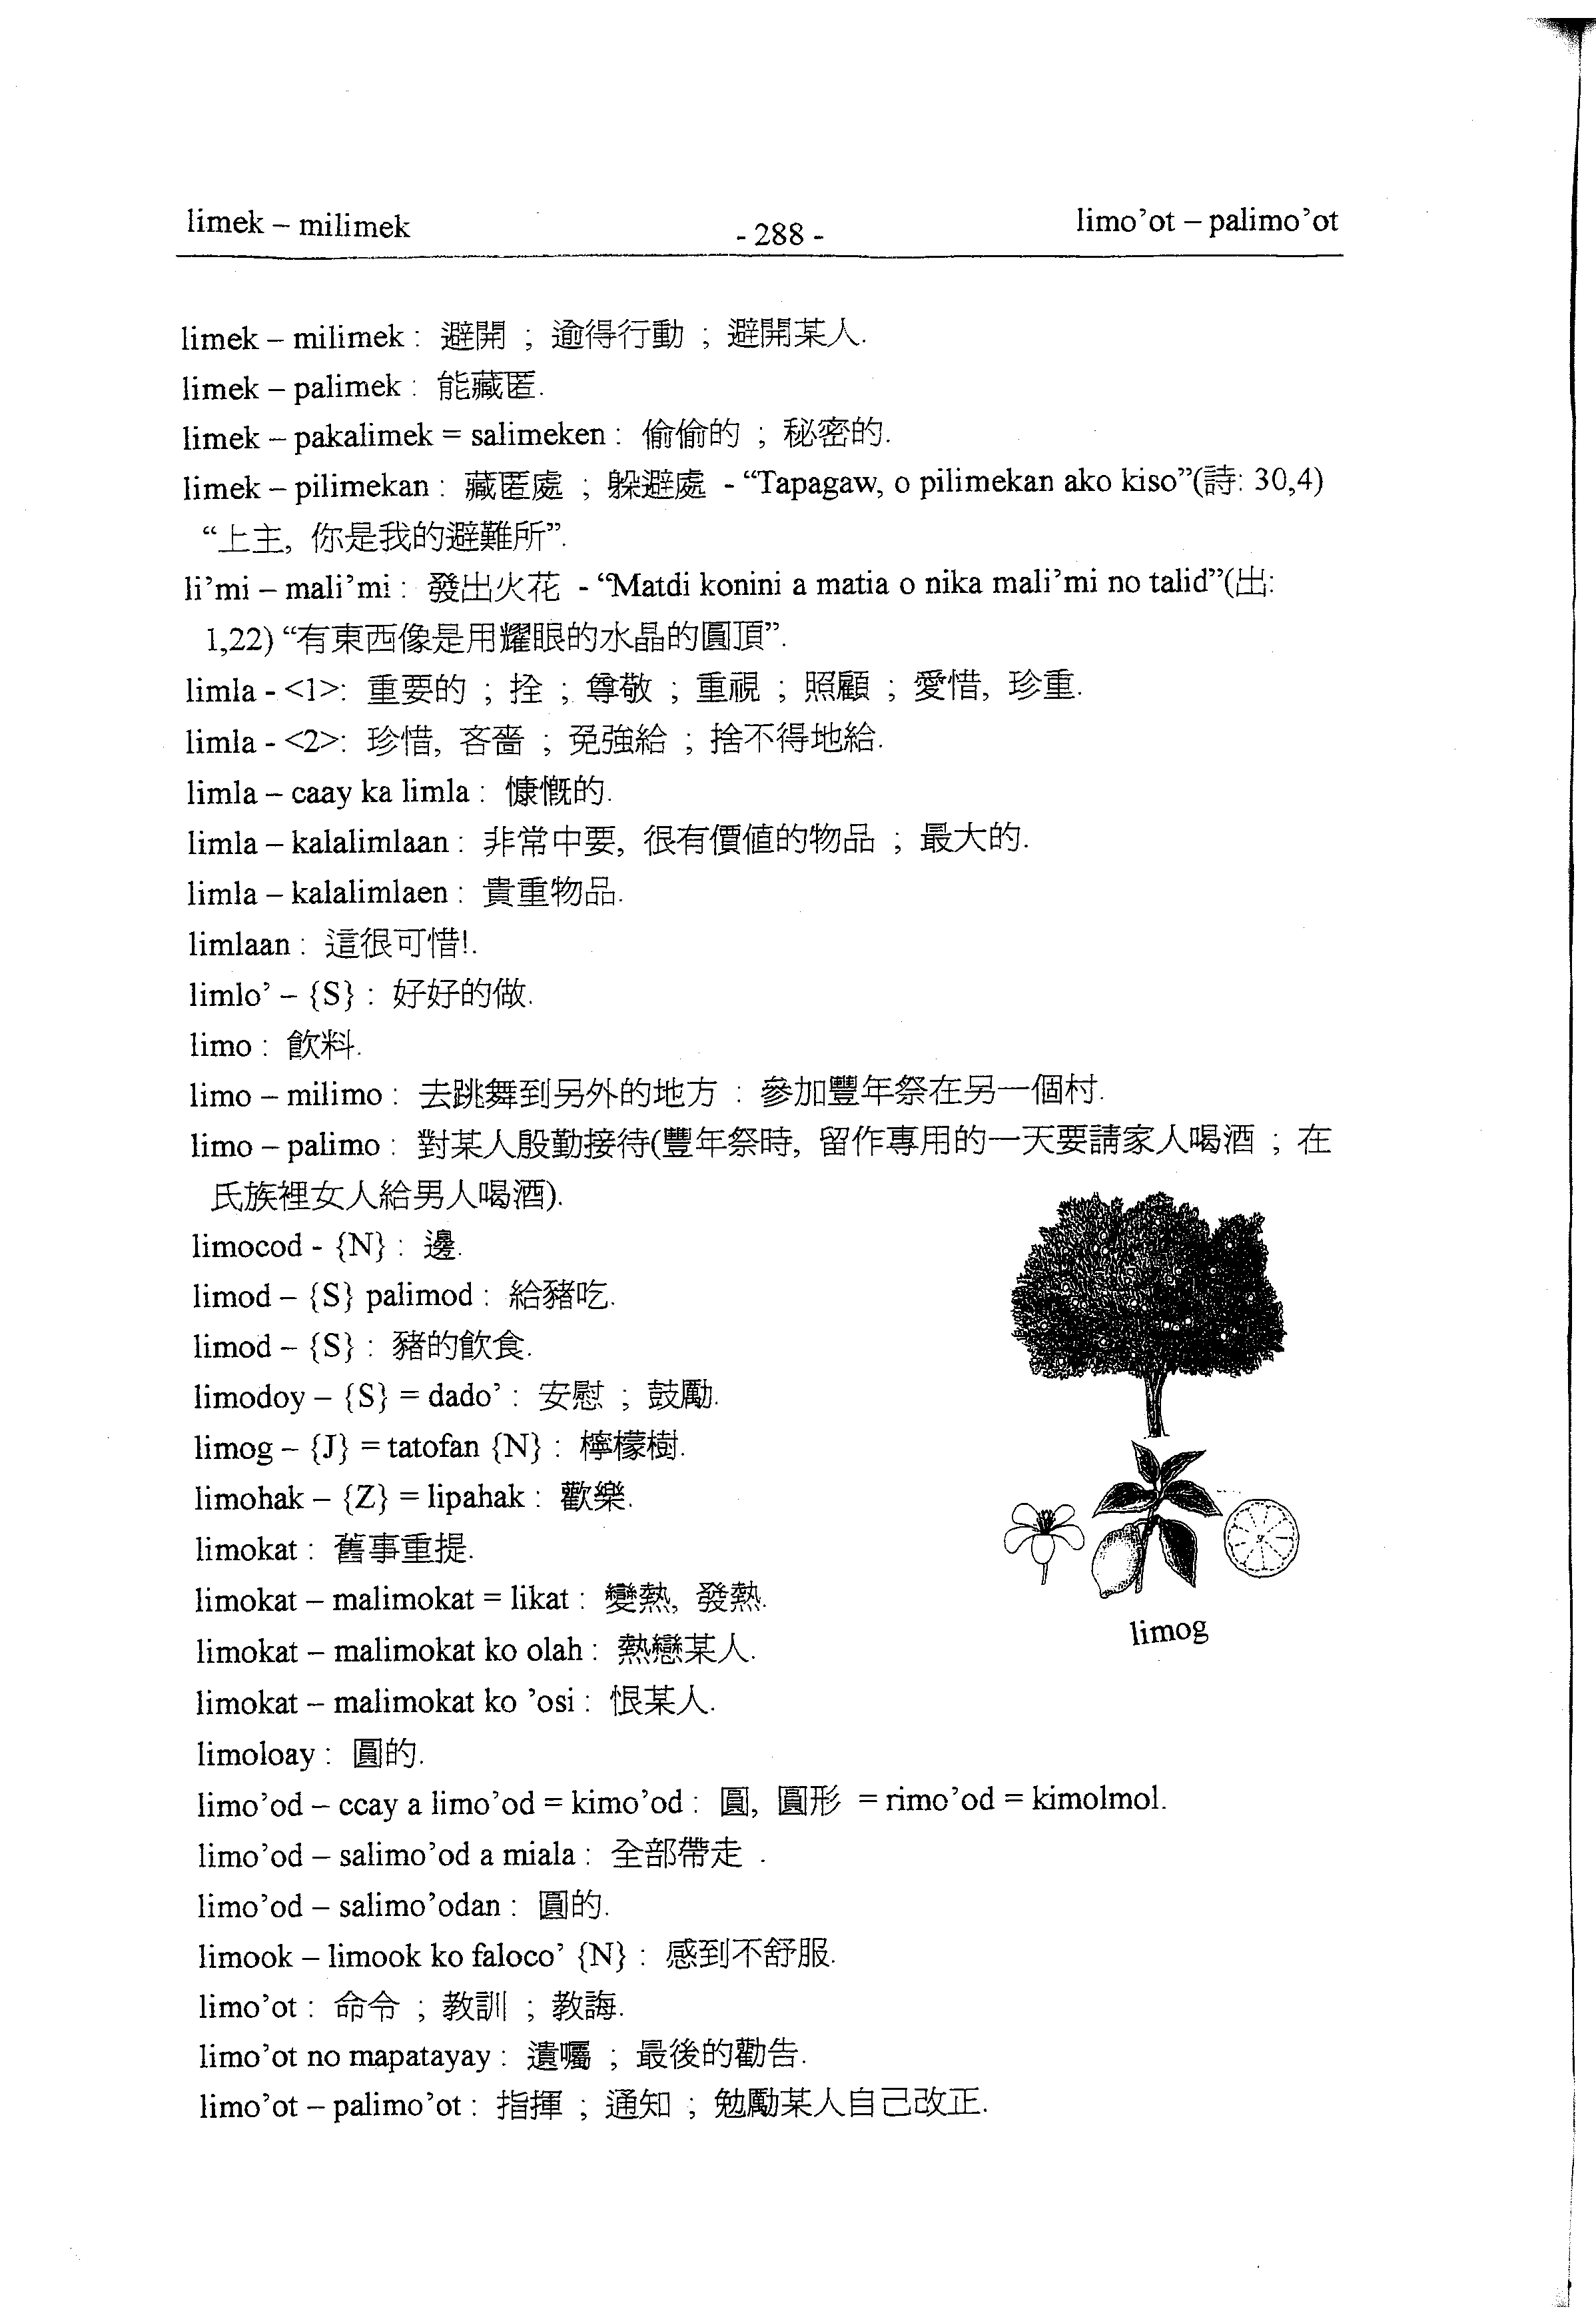 limek – milimek
- 288 -
limo’ot – palimo’ot
limek – milimek : 避開 ; 逾得行動 ; 避開某人.
limek – palimek : 能藏匿.
limek – pakalimek = salimeken : 偷偷的 ; 秘密的.
limek – pilimekan : 藏匿處 ; 躲避處 - “Tapagaw, o pilimekan ako kiso”(詩: 30,4)
“上主, 你是我的避難所”.
li’mi – mali’mi : 發出火花 - “Matdi konini a matia o nika mali’mi no talid”(出:
1,22) “有東西像是用耀眼的水晶的圓頂”.
limla - <1>: 重要的 ; 拴 ; 尊敬 ; 重視 ; 照顧 ; 愛惜, 珍重.
limla - <2>: 珍惜, 吝嗇 ; 免強給 ; 捨不得地給.
limla – caay ka limla : 慷慨的.
limla – kalalimlaan : 非常中要, 很有價值的物品 ; 最大的.
limla – kalalimlaen : 貴重物品.
limlaan : 這很可惜!.
limlo’ – {S} : 好好的做.
limo : 飲料.
limo – milimo : 去跳舞到另外的地方 : 參加豐年祭在另一個村.
limo – palimo : 對某人殷勤接待(豐年祭時, 留作專用的一天要請家人喝酒 ; 在
氏族裡女人給男人喝酒).
limocod - {N} : 邊.
limod – {S} palimod : 給豬吃.
limod – {S} : 豬的飲食.
limodoy – {S} = dado’ : 安慰 ; 鼓勵.
limog – {J} = tatofan {N} : 檸檬樹.
limohak – {Z} = lipahak : 歡樂.
limokat : 舊事重提.
limokat – malimokat = likat : 變熱, 發熱.
limokat – malimokat ko olah : 熱戀某人.
limokat – malimokat ko ’osi : 恨某人.
limoloay : 圓的.
limo’od – ccay a limo’od = kimo’od : 圓, 圓形 = rimo’od = kimolmol.
limo’od – salimo’od a miala : 全部帶走 .
limo’od – salimo’odan : 圓的.
limook – limook ko faloco’ {N} : 感到不舒服.
limo’ot : 命令 ; 教訓 ; 教誨.
limo’ot no mapatayay : 遺囑 ; 最後的勸告.
limo’ot – palimo’ot : 指揮 ; 通知 ; 勉勵某人自己改正.
limog